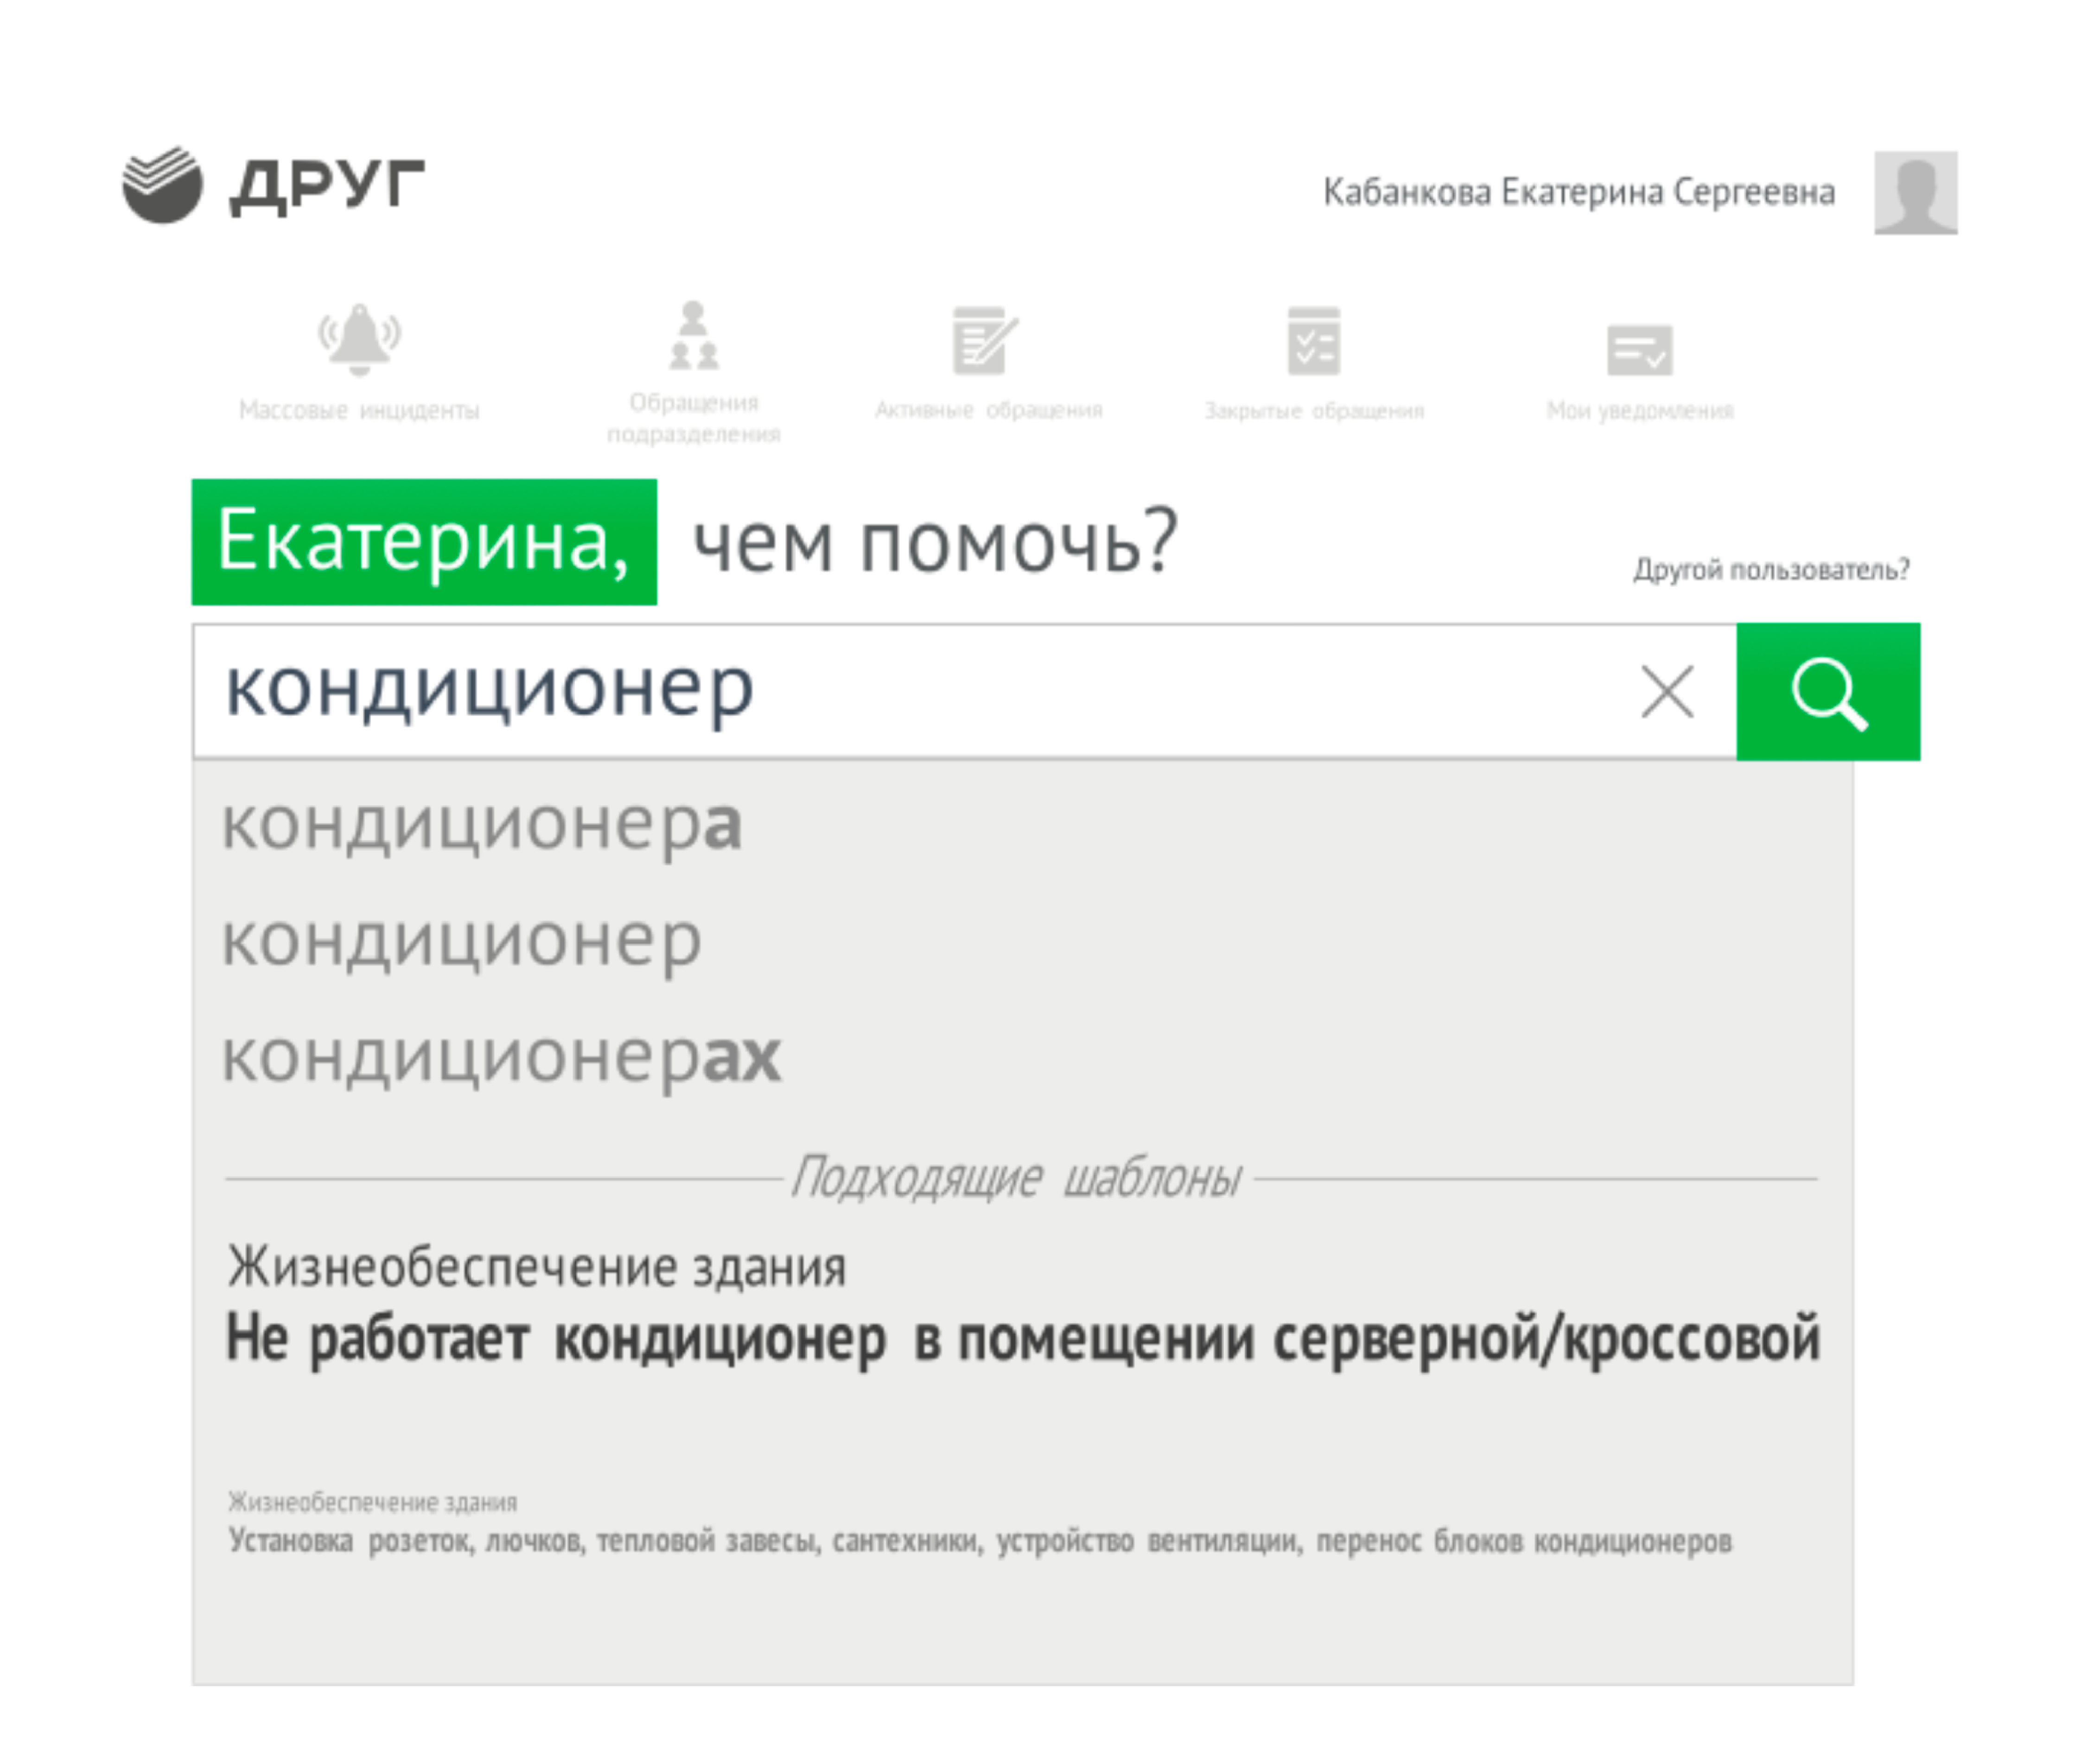 ДРУГ
Кабанкова Екатерина Сергеевна
Массовые инциденты
Обращения
подразделения
Активные обращения
Закрытые обращения
Мои уведомления
Екатерина, чем помочь?
Другой пользователь?
кондиционер
кондиционера
кондиционер
кондиционерах
Подходящие шаблоны
Жизнеобеспечение здания
Не работает кондиционер в помещении серверной/кроссовой
Жизнеобеспечение здания
Установка розеток, лючков, тепловой завесы, сантехники, устройство вентиляции, перенос блоков кондиционеров